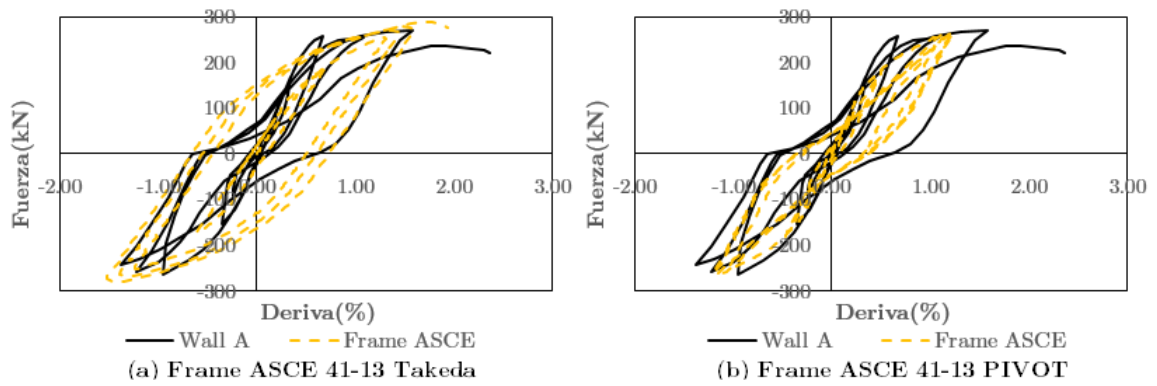 300
200
100
0
-100
-200
-300
-2.00 -1.00 0.00 1.00 2.00 3.00
Fuerza(kN)
Deriva(%)
Wall A Frame ASCE
(a) Frame ASCE 41-13 Takeda
300
200
100
0
-100
-200
-300
-2.00 -1.00 0.00 1.00 2.00 3.00
Fuerza(kN)
Deriva(%)
Wall A Frame ASCE
(b) Frame ASCE 41-13 PIVOT